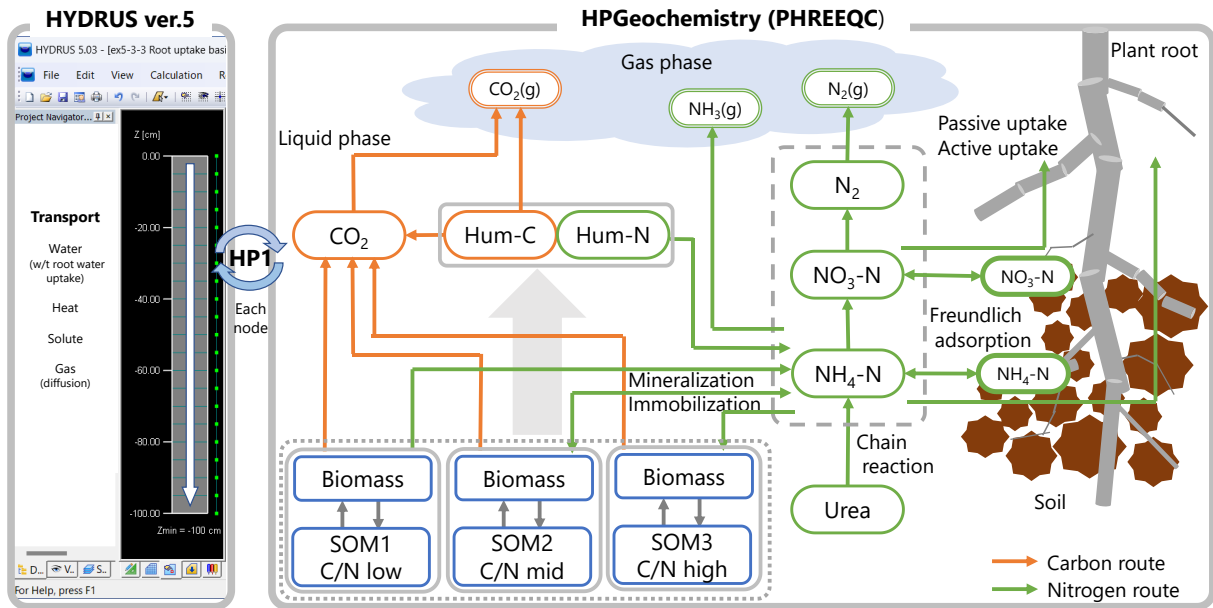 HYDRUS ver.5
HYDRUS 5.03 - [ex5-3-3 Root uptake basi
File Edit View Calculation R
Project Navigator...
Z [cm]
0.00
-20.00
-40.00
-60.00
-80.00
-100.00
Zmin = -100 cm
Transport
Water
(w/t root water
uptake)
Heat
Solute
Gas
(diffusion)
D... V.. S..
For Help, press F1
HP1
Each
node
HPGeochemistry (PHREEQC)
Gas phase
CO₂(g)
NH₃(g)
N₂(g)
Plant root
Liquid phase
Passive uptake
Active uptake
N₂
CO₂
Hum-C
Hum-N
NO₃-N
NO₃-N
Freundlich
adsorption
NH₄-N
NH₄-N
Mineralization
Immobilization
Chain
reaction
Biomass
Biomass
Biomass
SOM1
C/N low
SOM2
C/N mid
SOM3
C/N high
Urea
Soil
Carbon route
Nitrogen route